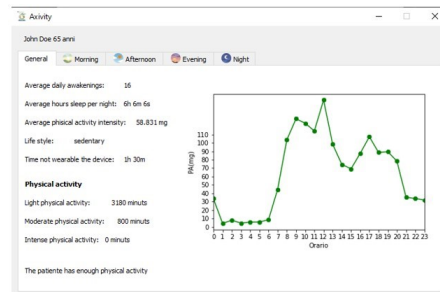 Axivity
John Doe 65 anni
General Morning Afternoon Evening Night
Average daily awakenings: 16
Average hours sleep per night: 6h 6m 6s
Average phisical activity intensity: 58.831 mg
Life style: sedentary
Time not wearable the device: 1h 30m
Physical activity
Light physical activity: 3180 minuts
Moderate physical activity: 800 minuts
Intense physical activity: 0 minuts
The patiente has enough physical activity
PA(mg)
110
100
90
80
70
60
50
40
30
20
10
0
0 1 2 3 4 5 6 7 8 9 10 11 12 13 14 15 16 17 18 19 20 21 22 23
Orario